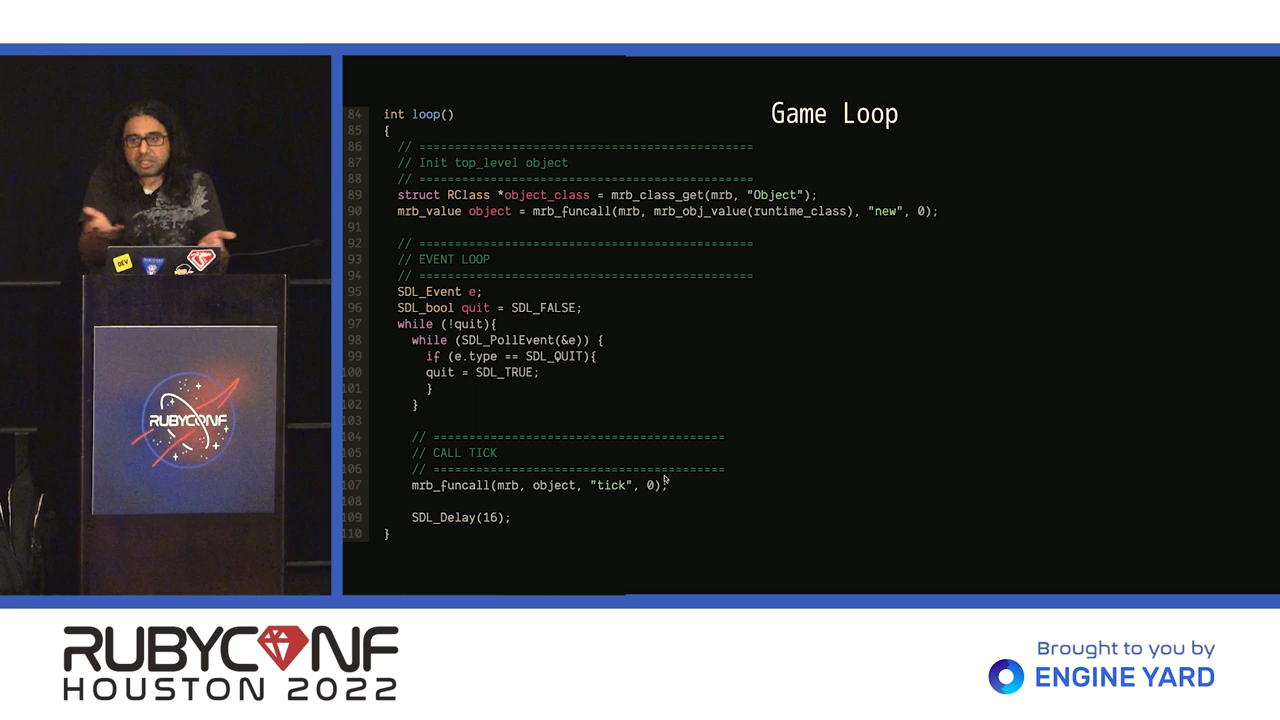 Game Loop
84 int loop()
85 {
86 // ===============================================
87 // Init top_level object
88 // ===============================================
89 struct RClass *object_class = mrb_class_get(mrb, "Object");
90 mrb_value object = mrb_funcall(mrb, mrb_obj_value(runtime_class), "new", 0);
91
92 // ===============================================
93 // EVENT LOOP
94 // ===============================================
95 SDL_Event e;
96 SDL_bool quit = SDL_FALSE;
97 while (!quit){
98 while (SDL_PollEvent(&e)) {
99 if (e.type == SDL_QUIT){
100 quit = SDL_TRUE;
101 }
102 }
103
104 // =========================================
105 // CALL TICK
106 // =========================================
107 mrb_funcall(mrb, object, "tick", 0);
108
109 SDL_Delay(16);
110 }
DEV
RUBYCONF
RUBYCONF
HOUSTON 2022
Brought to you by
ENGINE YARD